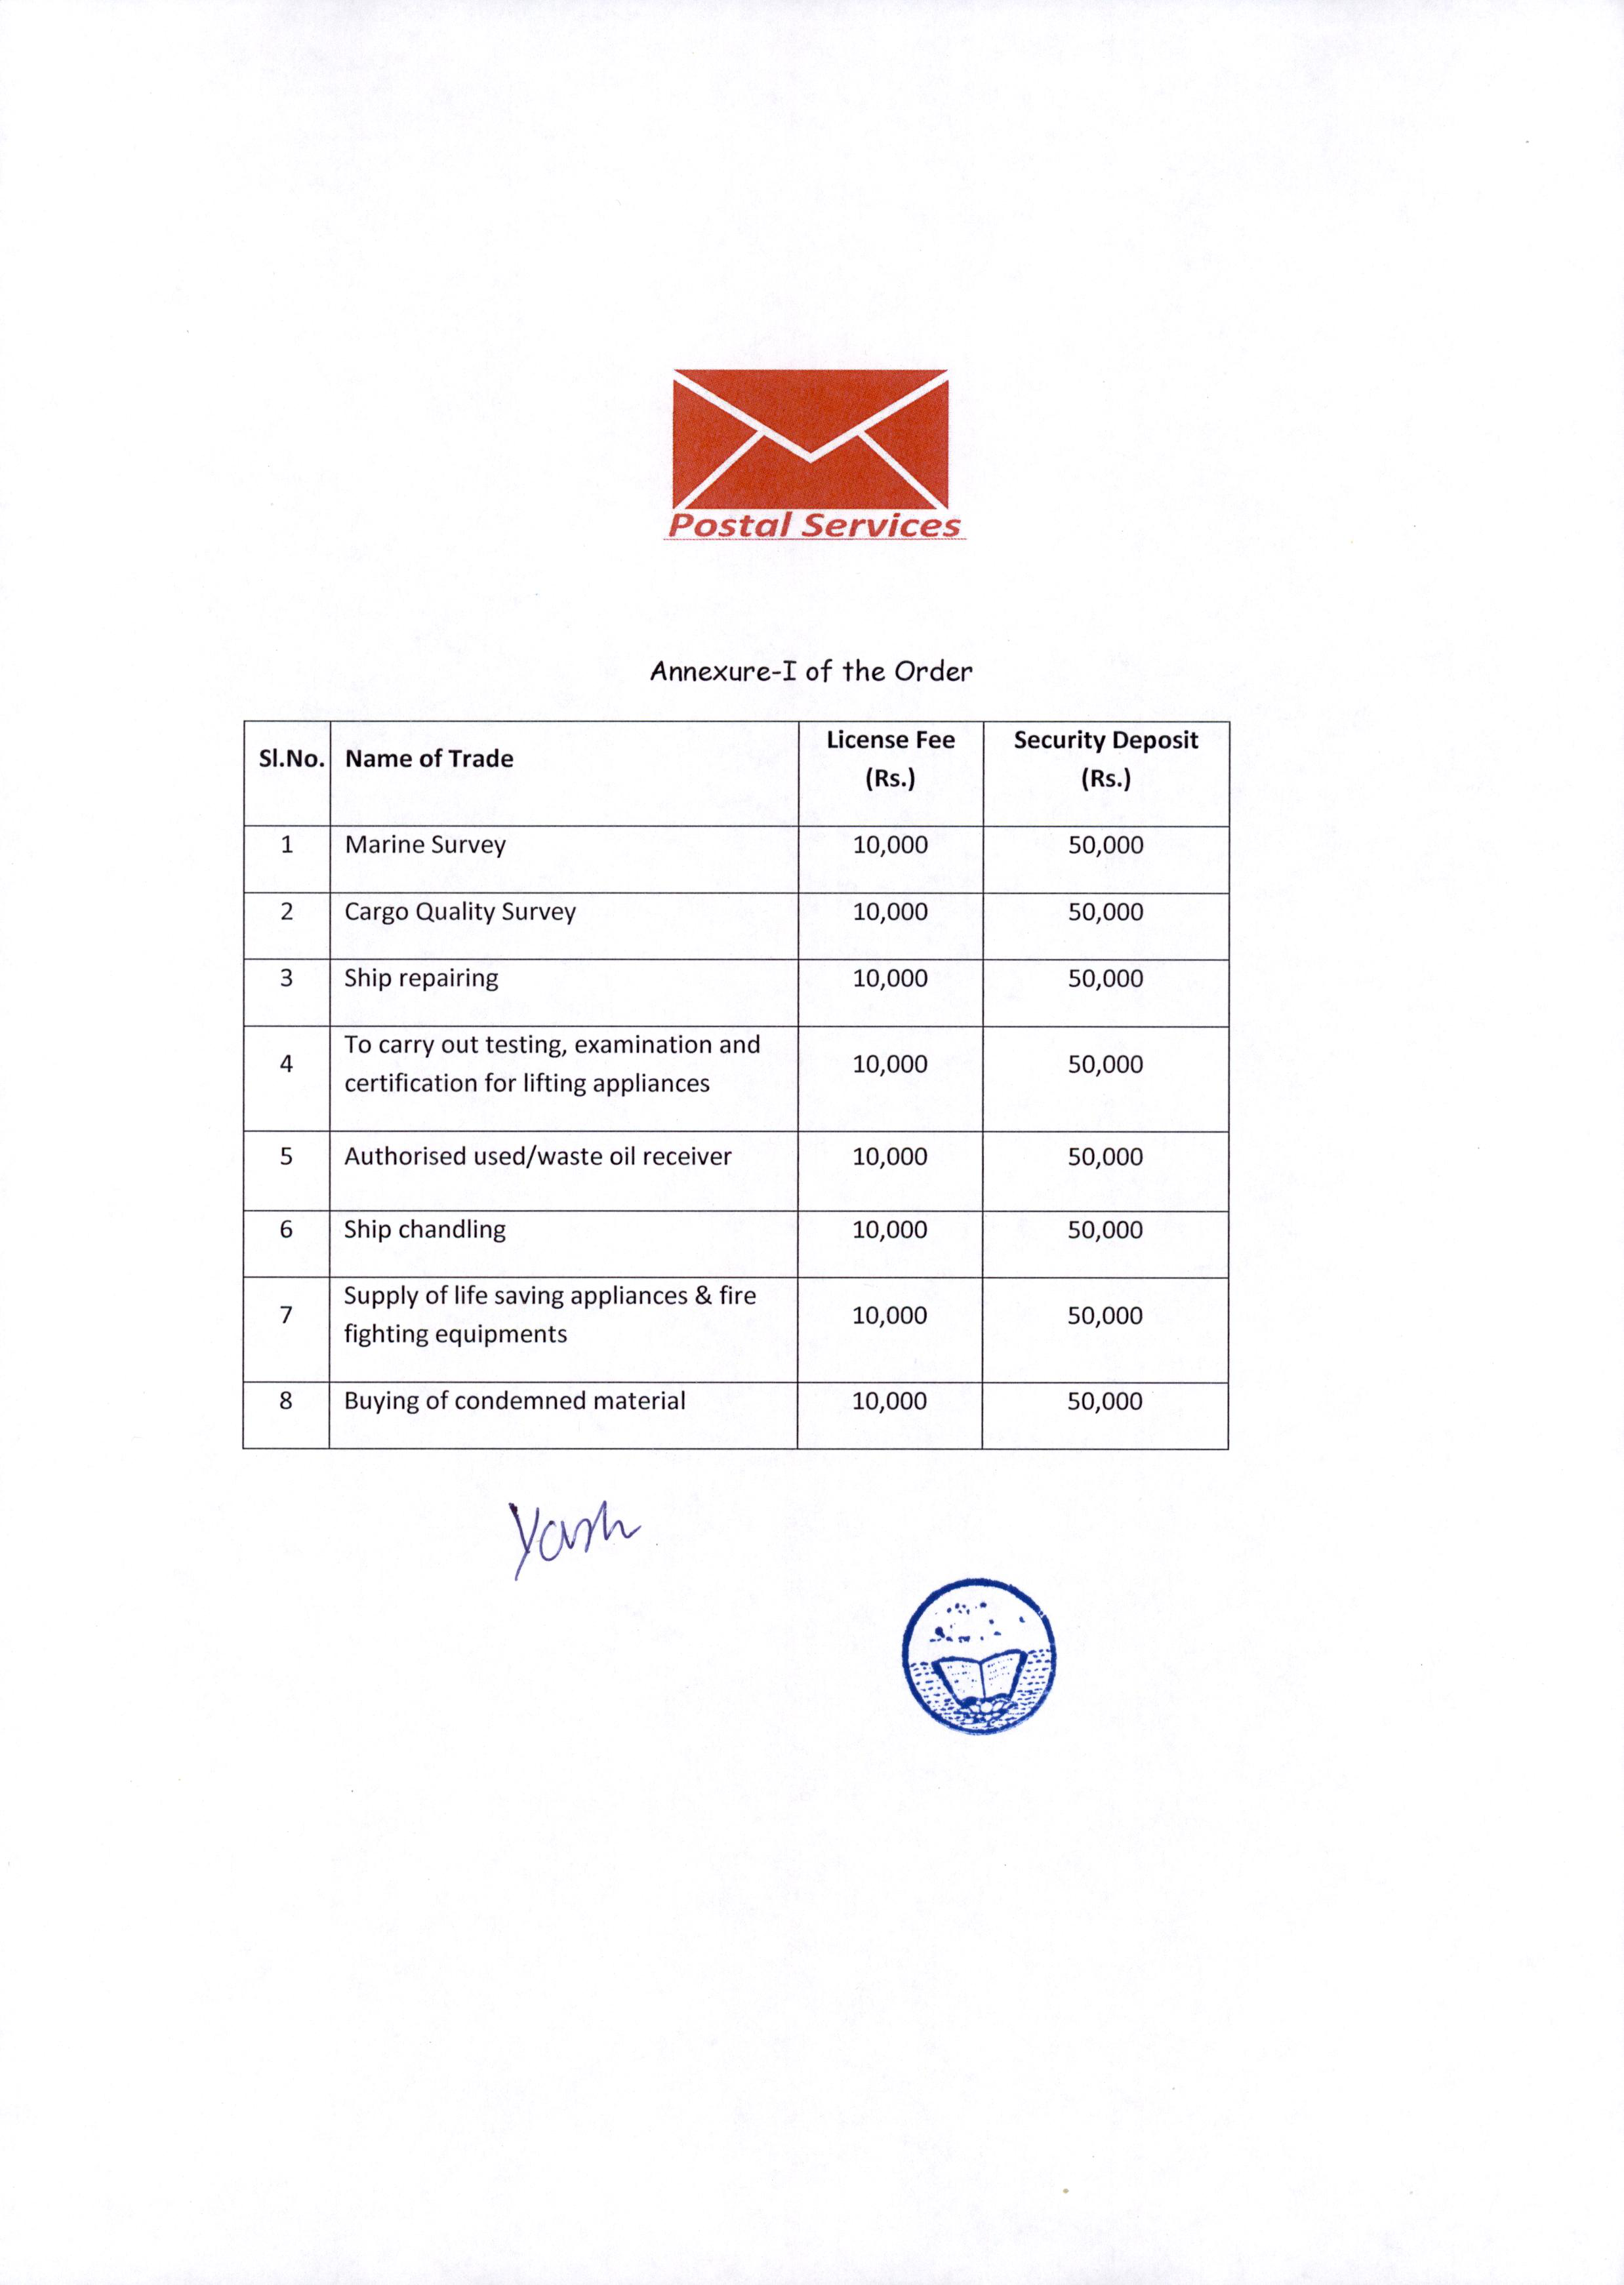 Postal Services
Annexure-I of the Order
Sl.No. Name of Trade License Fee (Rs.) Security Deposit (Rs.)
1 Marine Survey 10,000 50,000
2 Cargo Quality Survey 10,000 50,000
3 Ship repairing 10,000 50,000
4 To carry out testing, examination and
certification for lifting appliances 10,000 50,000
5 Authorised used/waste oil receiver 10,000 50,000
6 Ship chandling 10,000 50,000
7 Supply of life saving appliances & fire
fighting equipments 10,000 50,000
8 Buying of condemned material 10,000 50,000
Yash